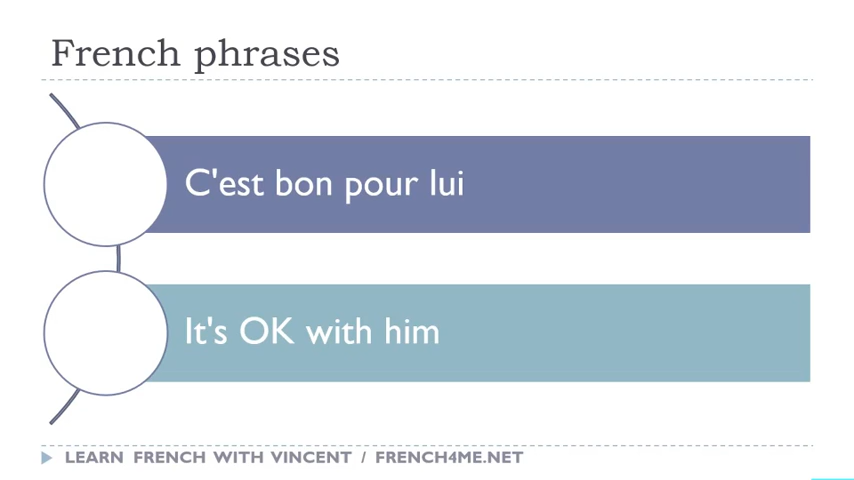 French phrases
C'est bon pour lui
It's OK with him
LEARN FRENCH WITH VINCENT / FRENCH4ME.NET